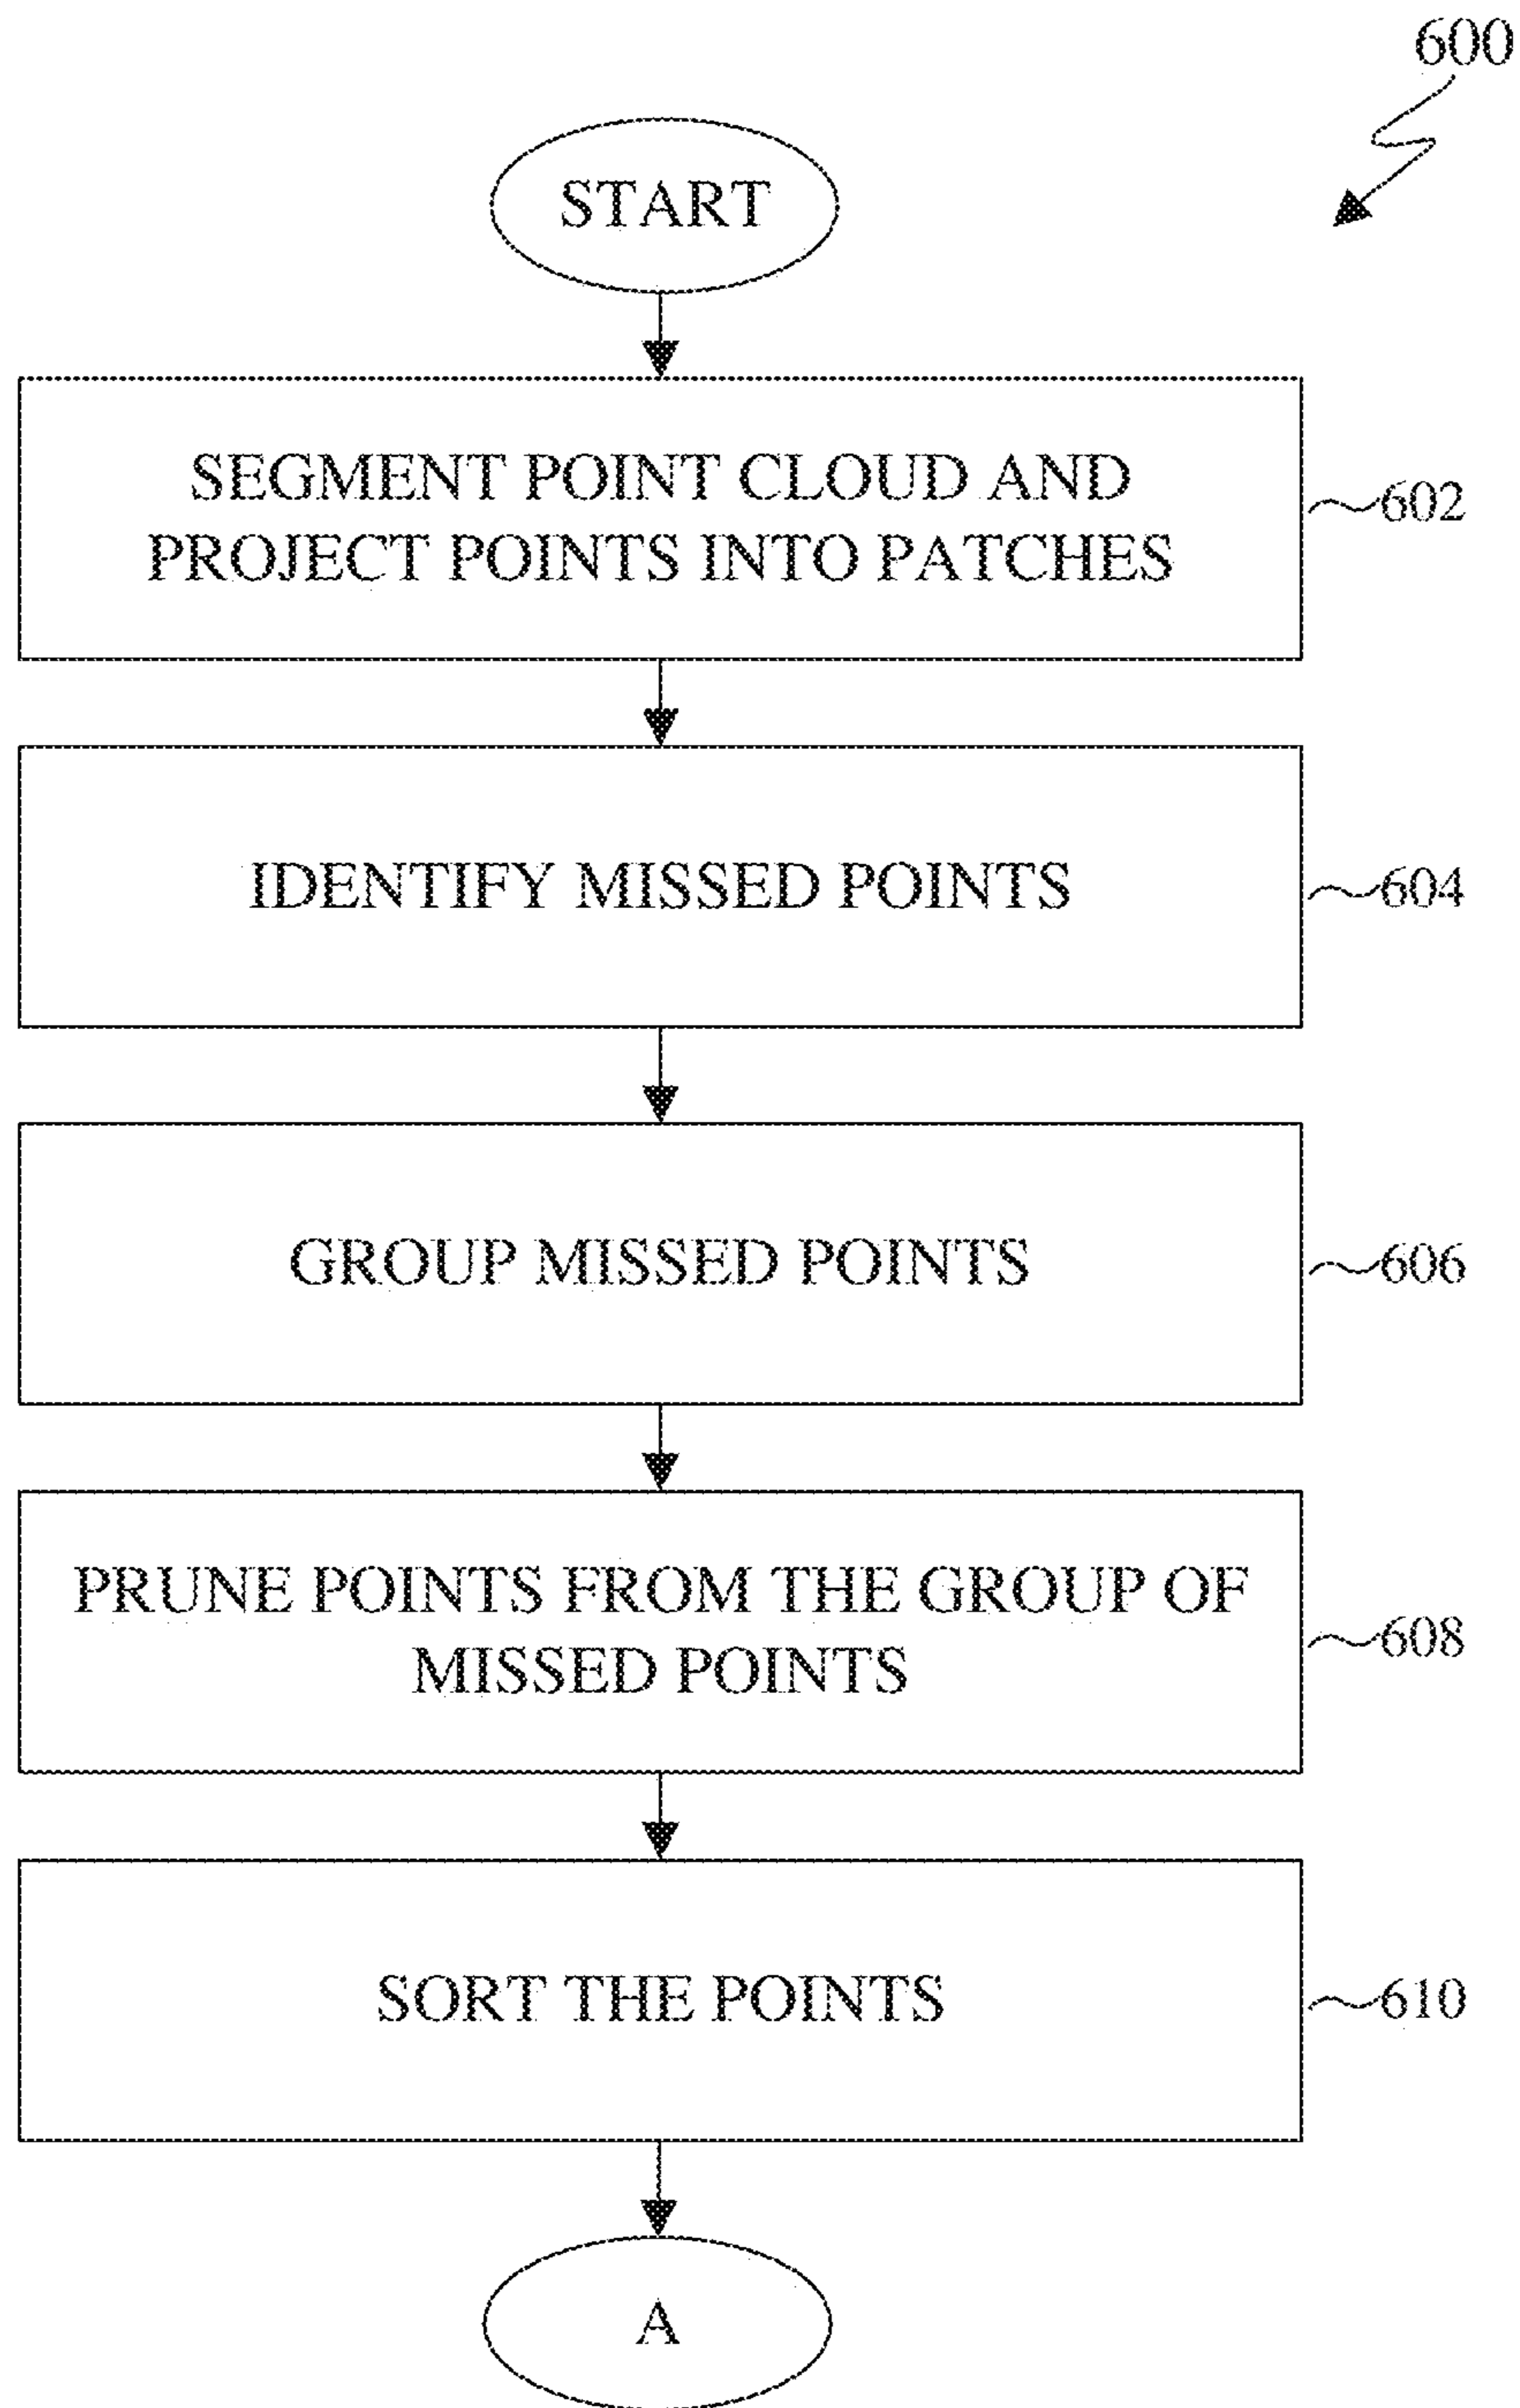 600
START
SEGMENT POINT CLOUD AND
PROJECT POINTS INTO PATCHES
602
IDENTIFY MISSED POINTS
604
GROUP MISSED POINTS
606
PRUNE POINTS FROM THE GROUP OF
MISSED POINTS
608
SORT THE POINTS
610
A